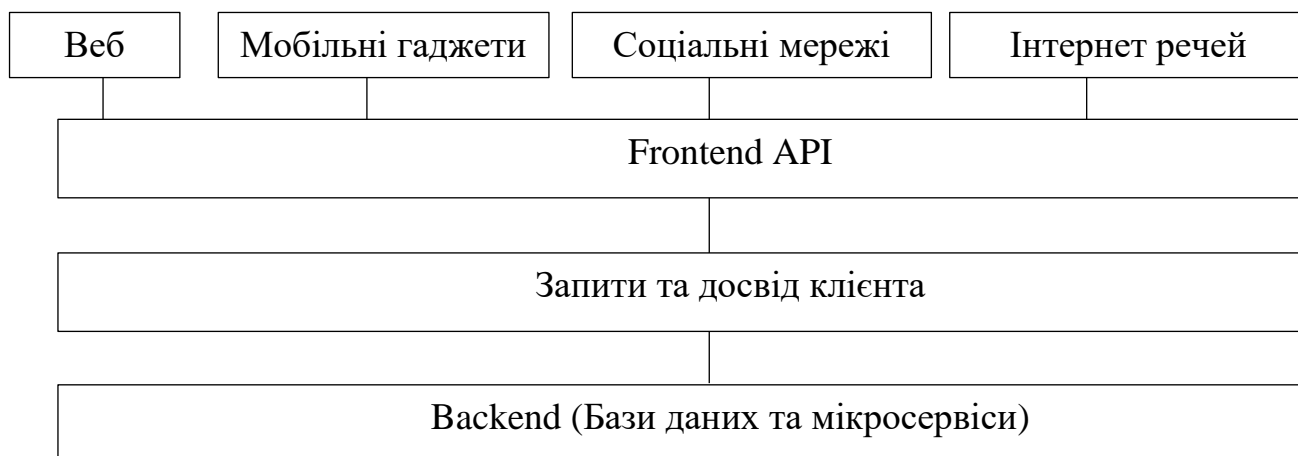 Веб
Мобільні гаджети
Соціальні мережі
Інтернет речей
Frontend API
Запити та досвід клієнта
Backend (Бази даних та мікросервіси)